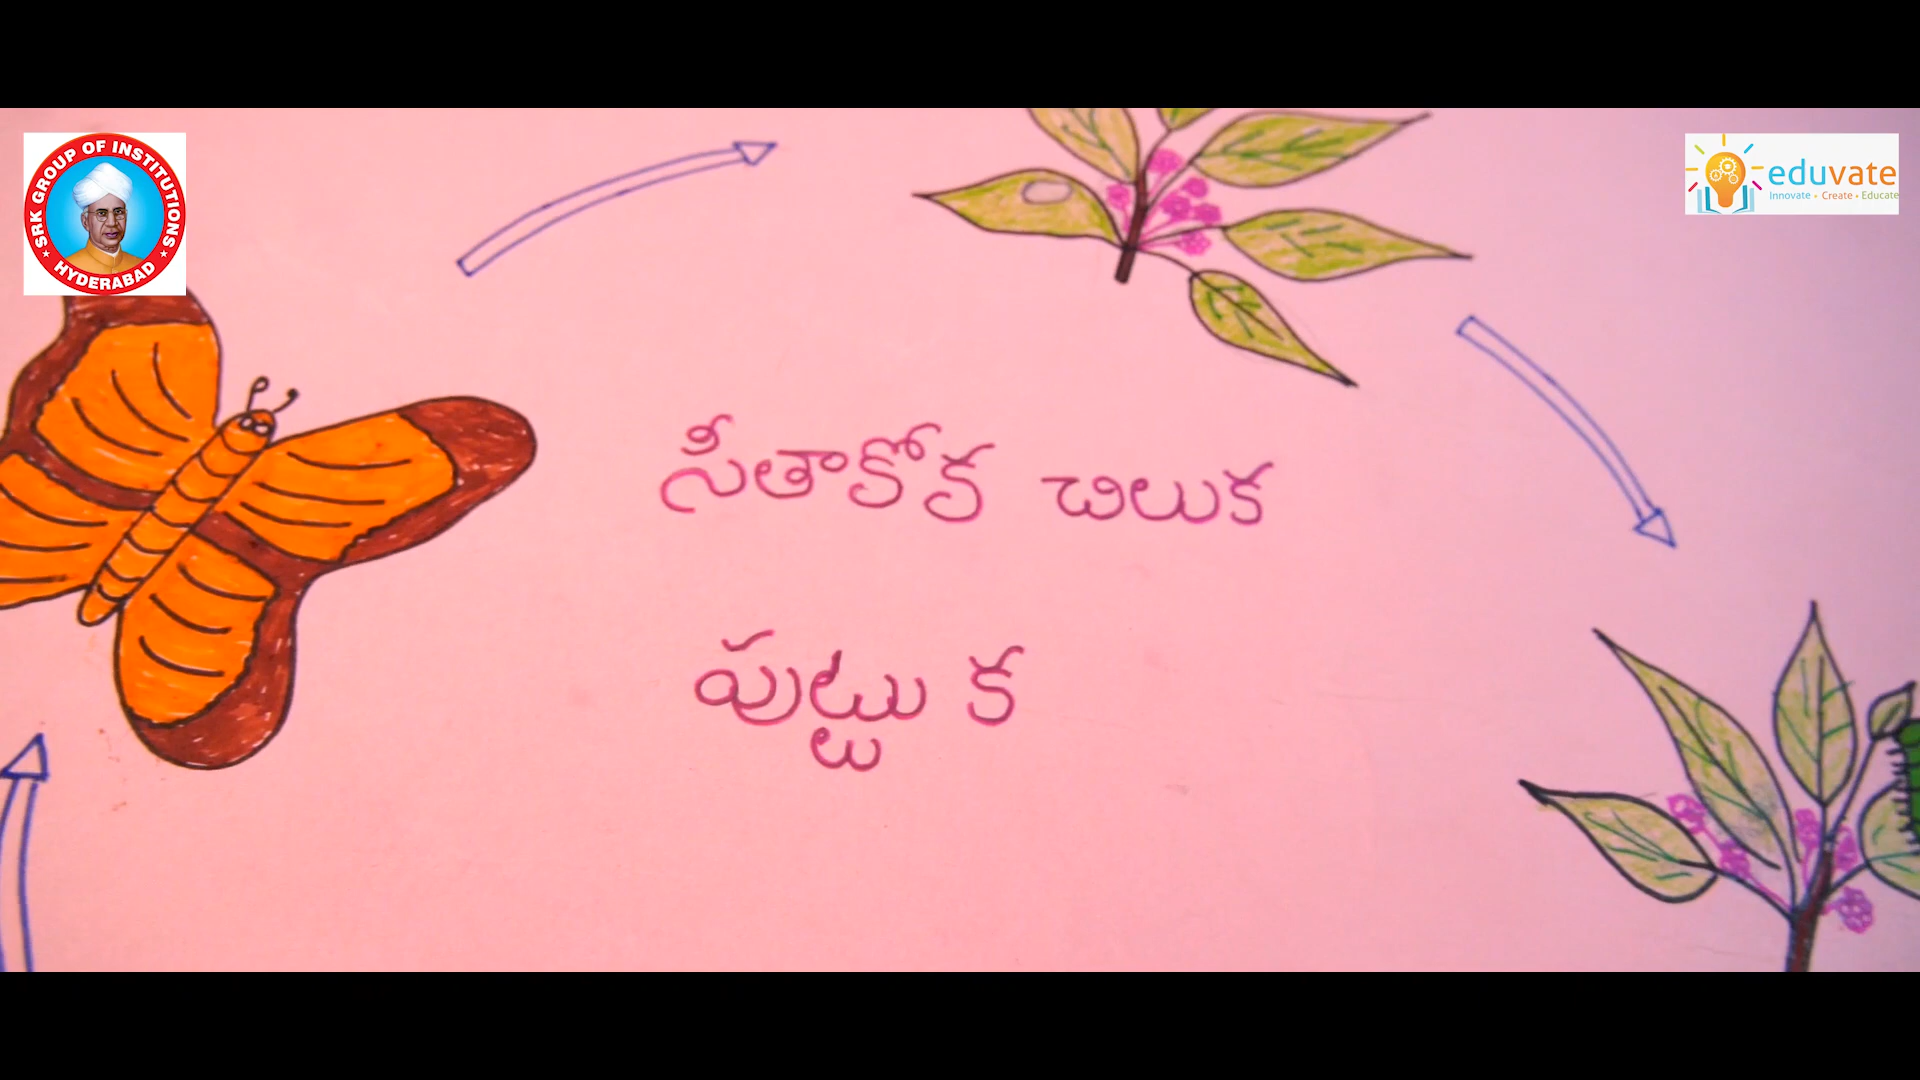 SRK GROUP OF INSTITUTIONS
HYDERABAD
eduvate
Innovate • Create • Educate
సీతాకోక చిలుక
పుట్టు క